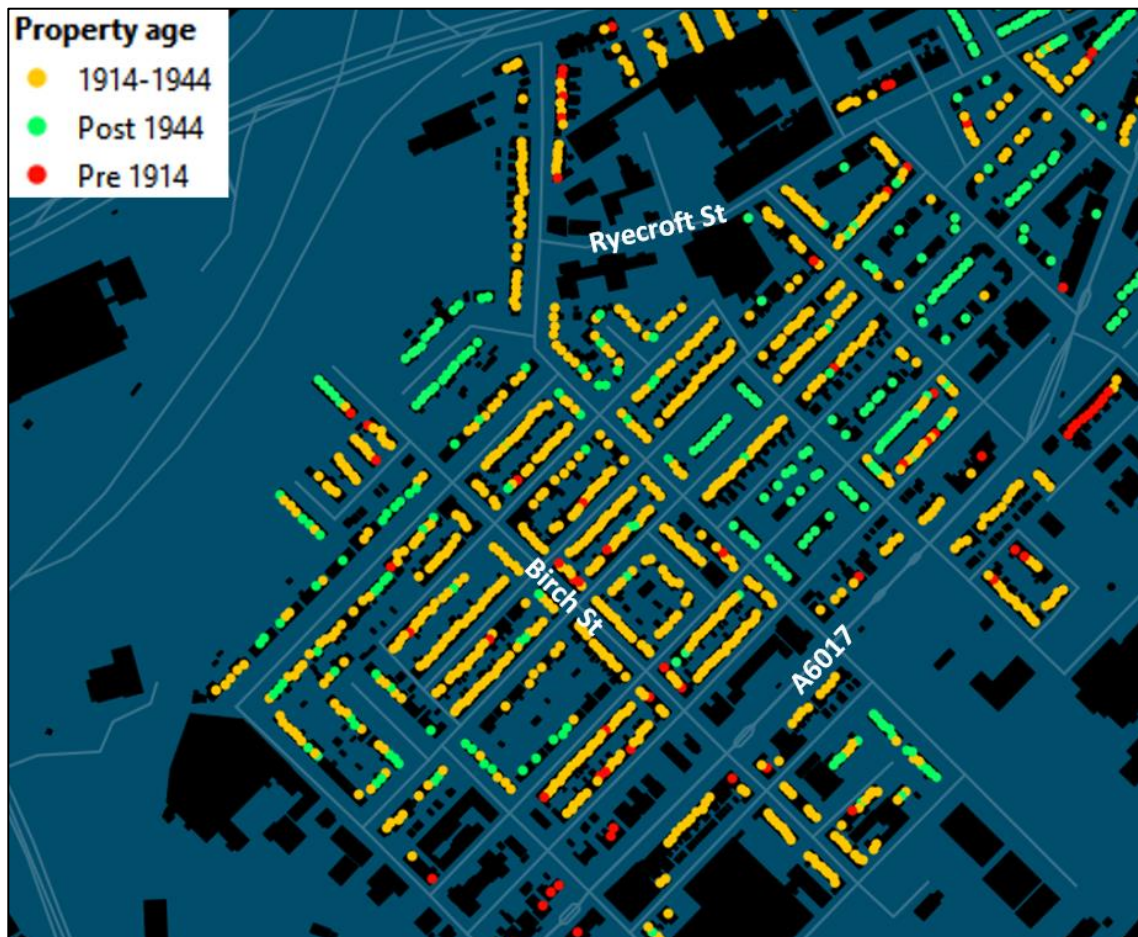 Property age
1914-1944
Post 1944
Pre 1914
Ryecroft St
Birch St
A6017